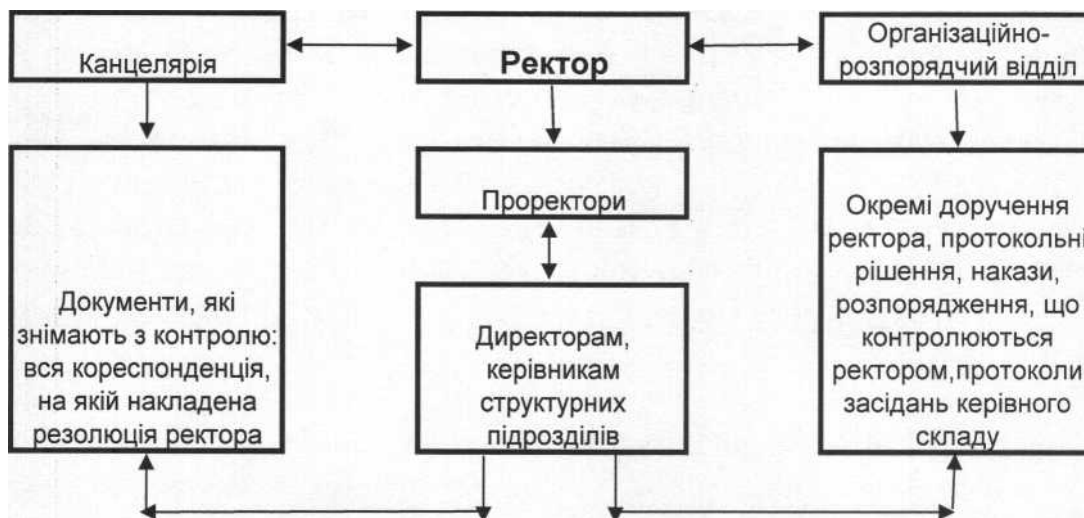 Канцелярія
Ректор
Організаційно-
розпорядчий відділ
Проректори
Документи, які
знімають з контролю:
вся кореспонденція,
на якій накладена
резолюція ректора
Директорам,
керівникам
структурних
підрозділів
Окремі доручення
ректора, протокольні
рішення, накази,
розпорядження, що
контролюються
ректором,протоколи
засідань керівного
складу